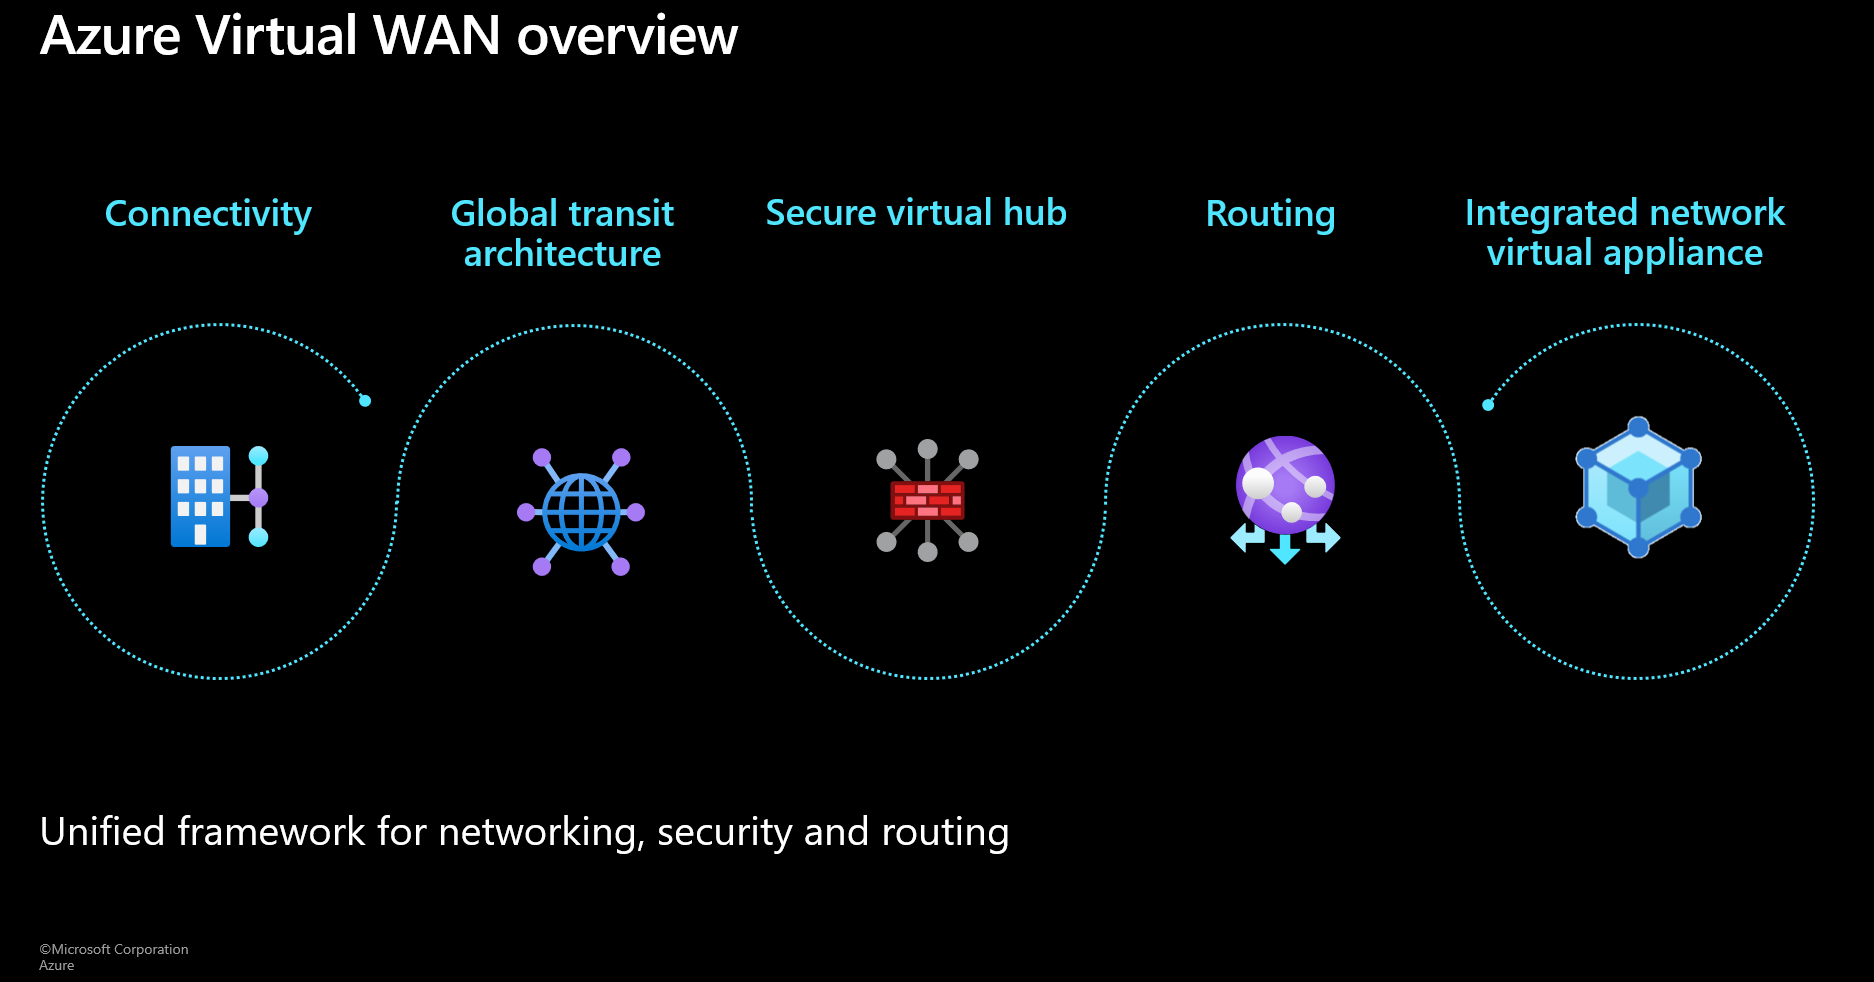 Azure Virtual WAN overview
Connectivity
Global transit
architecture
Secure virtual hub
Routing
Integrated network
virtual appliance
Unified framework for networking, security and routing
©Microsoft Corporation
Azure